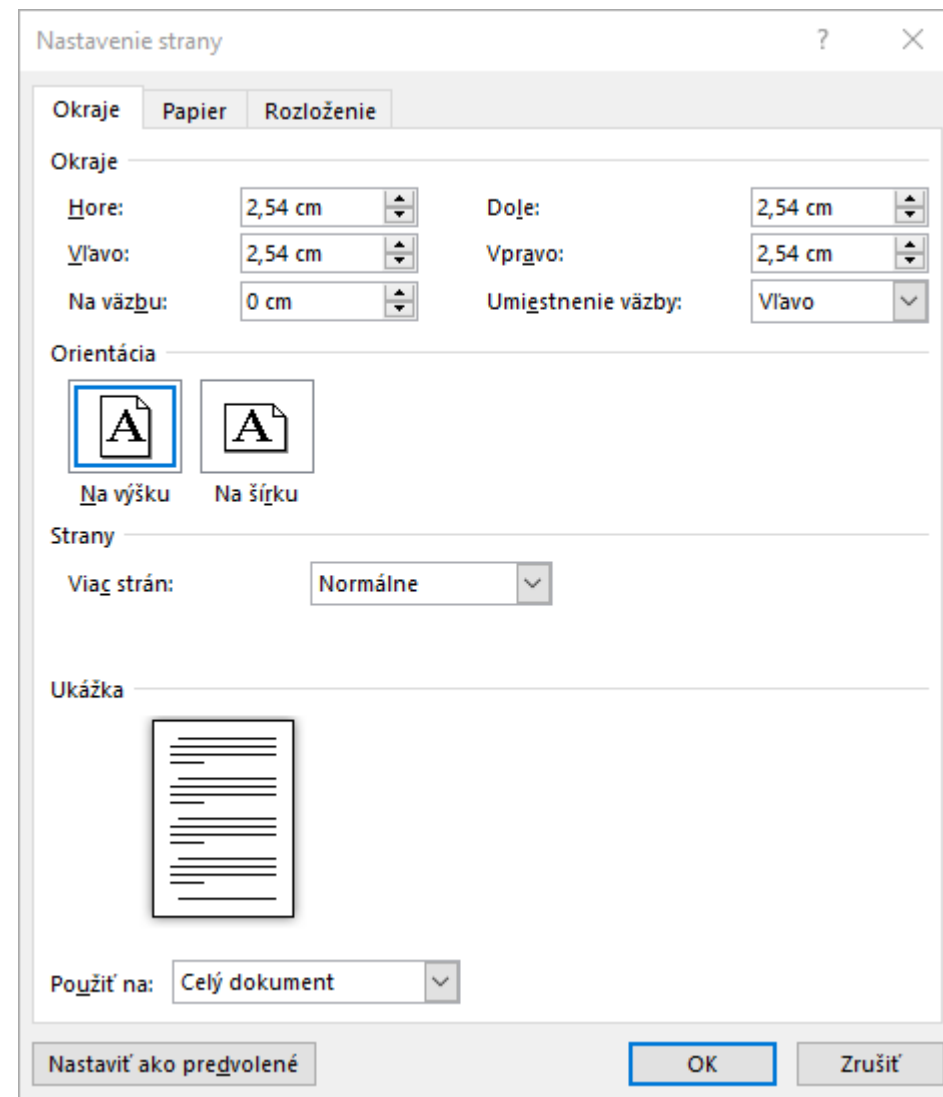 Nastavenie strany ?
Okraje Papier Rozloženie
Okraje
Hore: 2,54 cm Dole: 2,54 cm
Vľavo: 2,54 cm Vpravo: 2,54 cm
Na väzbu: 0 cm Umiestnenie väzby: Vľavo
Orientácia
A A
Na výšku Na šírku
Strany
Viac strán: Normálne
Ukážka
Použiť na: Celý dokument
Nastaviť ako predvolené OK Zrušiť